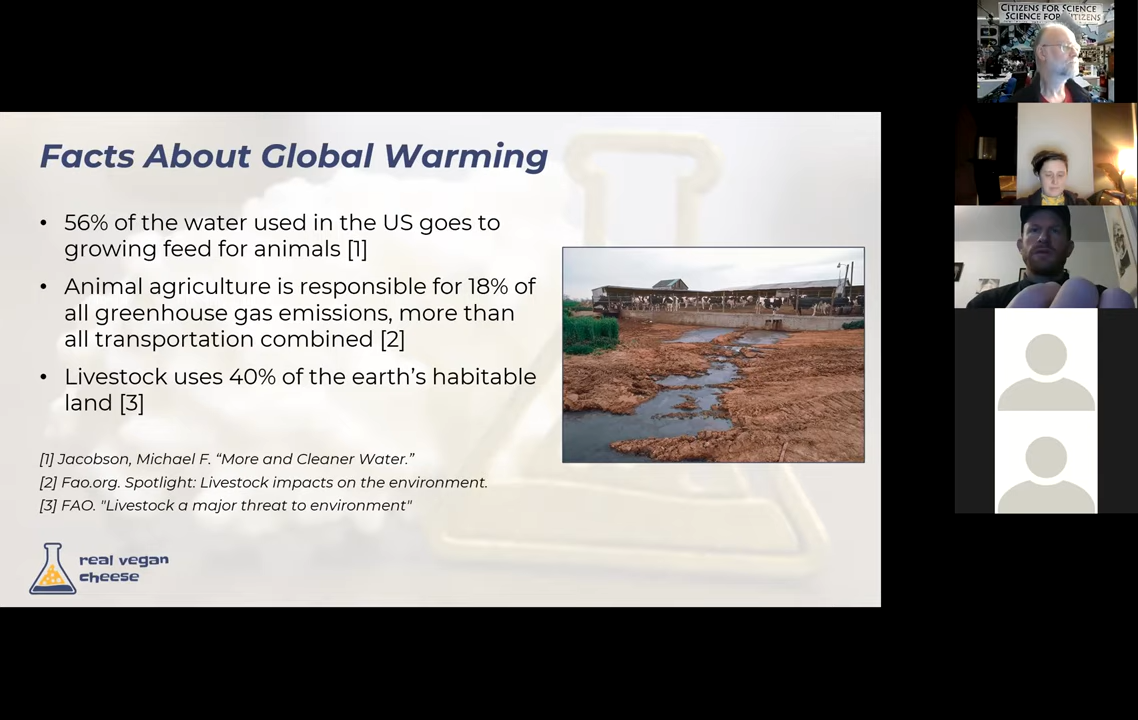 CITIZENS FOR SCIENCE
SCIENCE FOR CITIZENS
Facts About Global Warming
• 56% of the water used in the US goes to
growing feed for animals [1]
• Animal agriculture is responsible for 18% of
all greenhouse gas emissions, more than
all transportation combined [2]
• Livestock uses 40% of the earth’s habitable
land [3]
[1] Jacobson, Michael F. “More and Cleaner Water.”
[2] Fao.org. Spotlight: Livestock impacts on the environment.
[3] FAO. "Livestock a major threat to environment"
real vegan
cheese